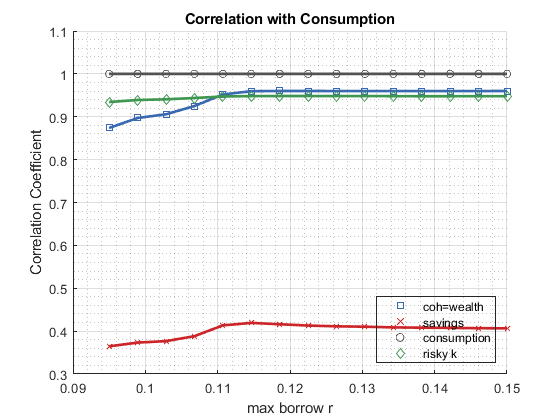 Correlation with Consumption
Correlation Coefficient
1.1
1
0.9
0.8
0.7
0.6
0.5
0.4
0.3
0.09
0.1
0.11
0.12
0.13
0.14
0.15
max borrow r
coh=wealth
savings
consumption
risky k